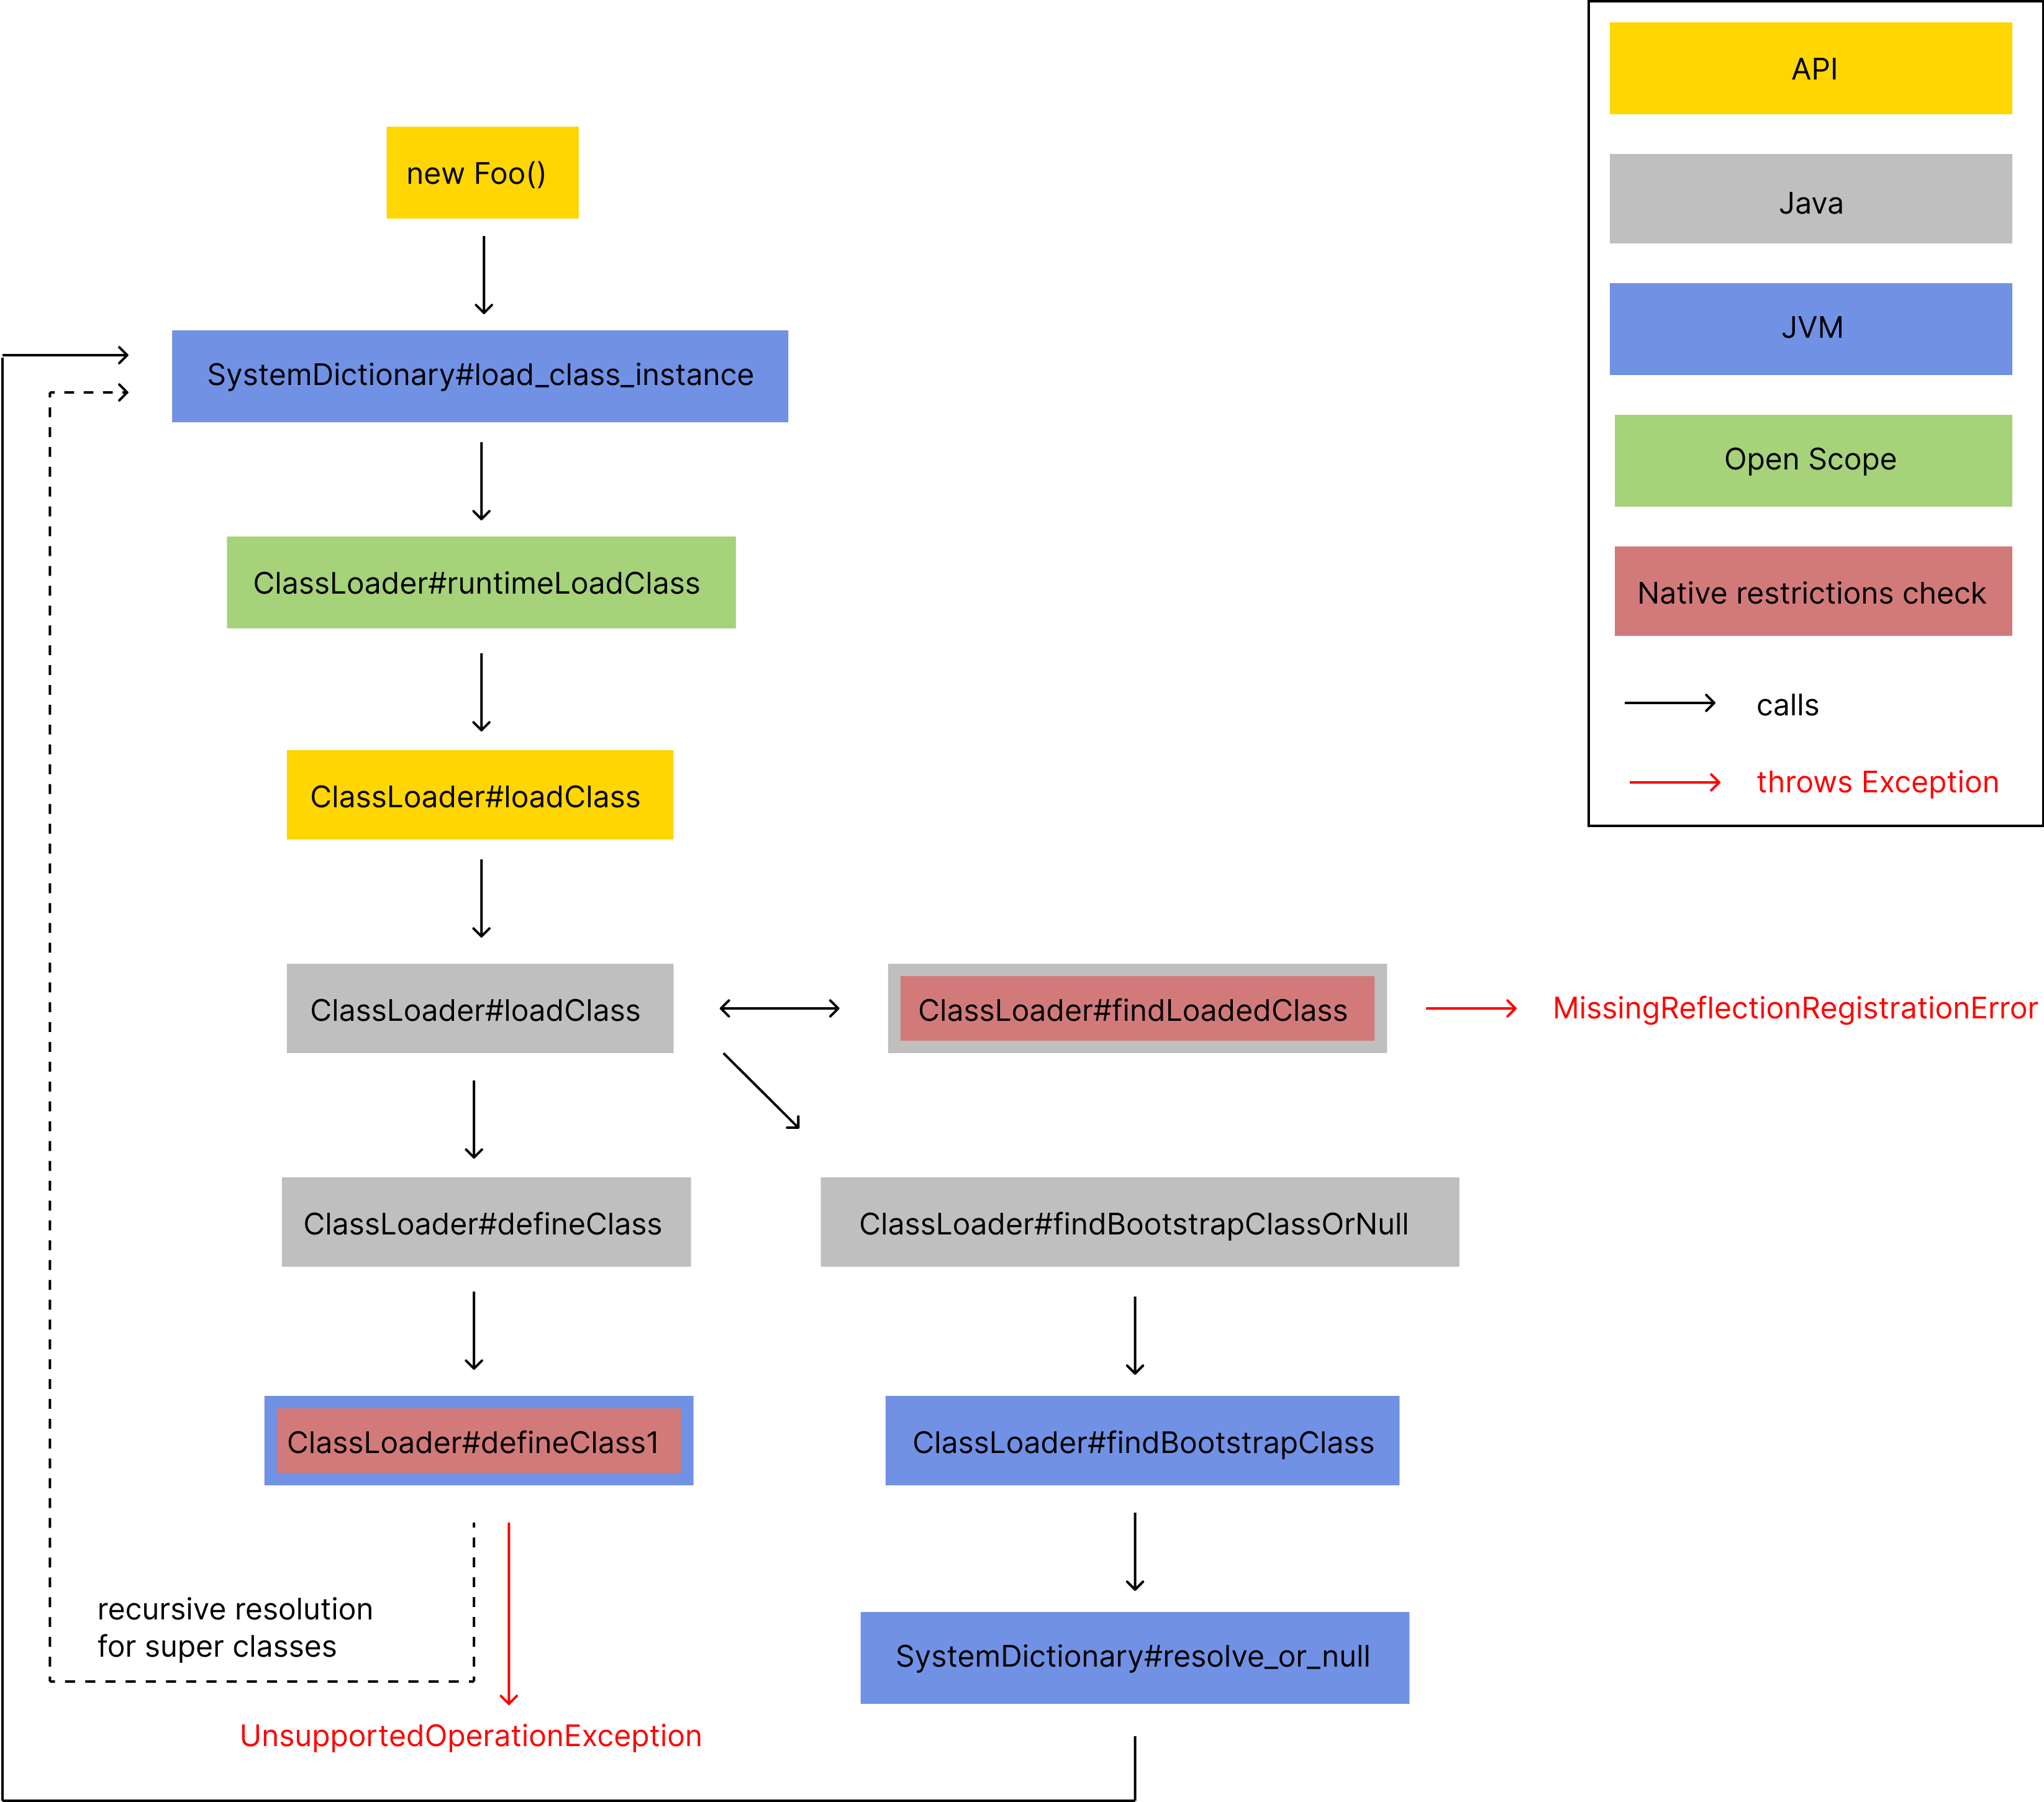 API
Java
JVM
Open Scope
Native restrictions check
calls
throws Exception
new Foo()
SystemDictionary#load_class_instance
ClassLoader#runtimeLoadClass
ClassLoader#loadClass
ClassLoader#loadClass
ClassLoader#findLoadedClass
MissingReflectionRegistrationError
ClassLoader#defineClass
ClassLoader#findBootstrapClassOrNull
ClassLoader#defineClass1
ClassLoader#findBootstrapClass
recursive resolution
for super classes
SystemDictionary#resolve_or_null
UnsupportedOperationException